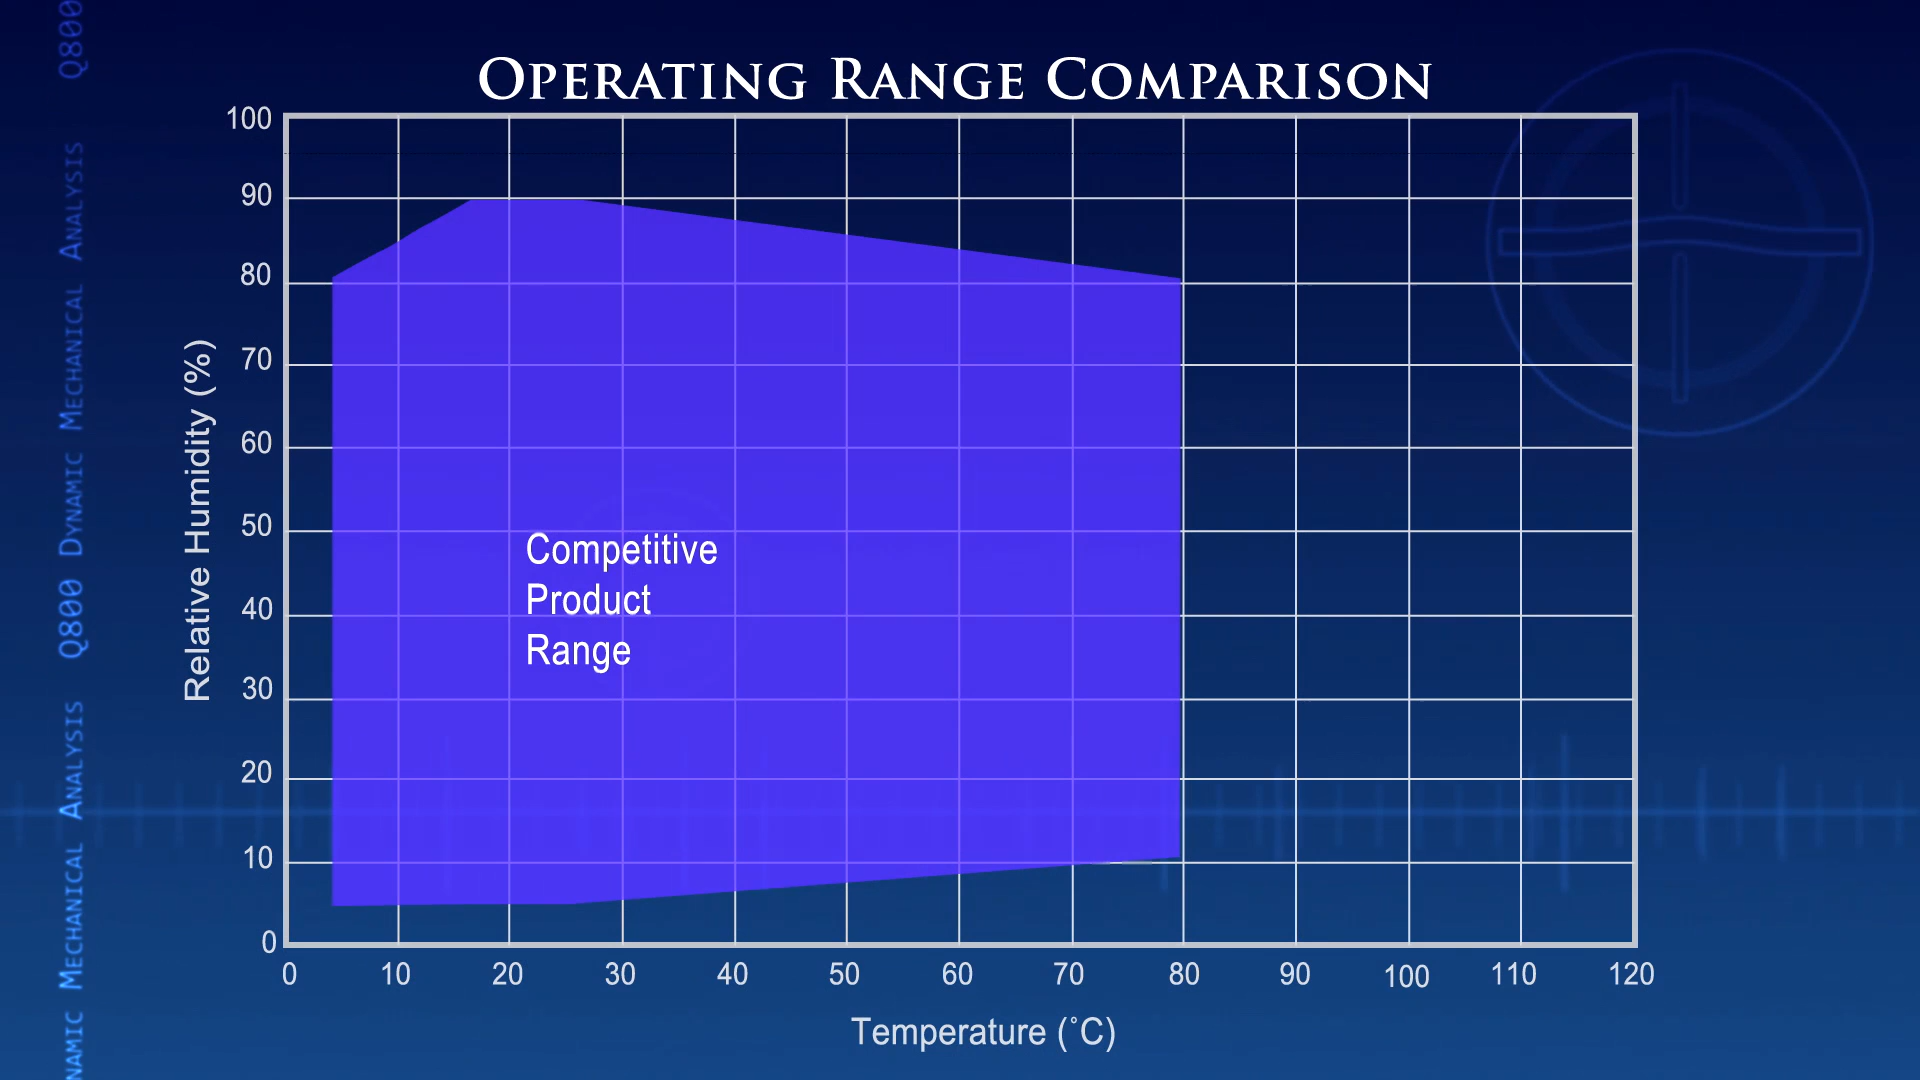 OPERATING RANGE COMPARISON
100
90
80
70
60
50
40
30
20
10
0
Relative Humidity (%)
Competitive
Product
Range
0 10 20 30 40 50 60 70 80 90 100 110 120
Temperature (˚C)
NAMIC MECHANICAL ANALYSIS Q800 DYNAMIC MECHANICAL ANALYSIS Q800